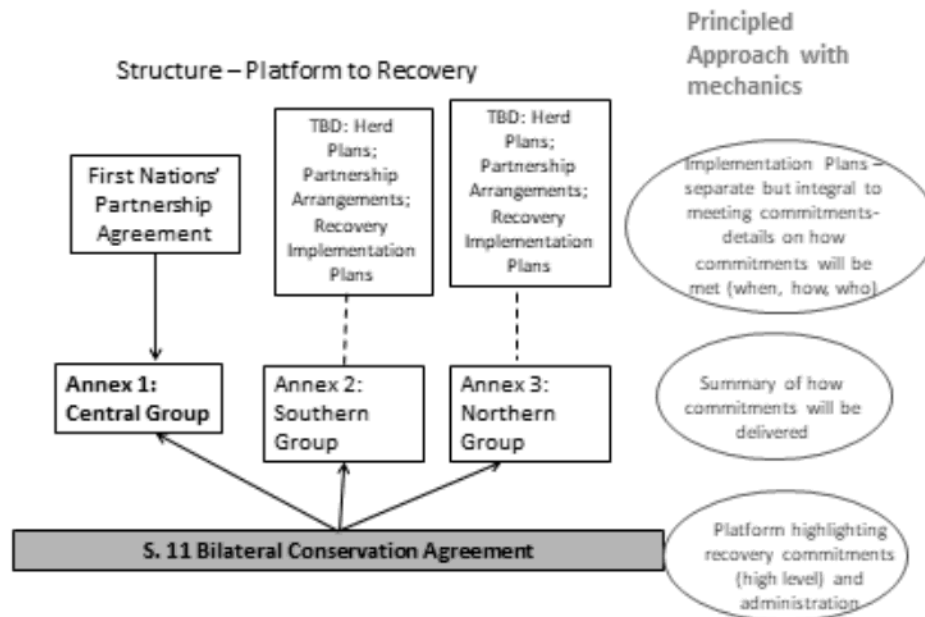 Principled
Approach with
mechanics
Structure – Platform to Recovery
First Nations'
Partnership
Agreement
TBD: Herd
Plans;
Partnership
Arrangements;
Recovery
Implementation
Plans
TBD: Herd
Plans;
Partnership
Arrangements;
Recovery
Implementation
Plans
Implementation Plans –
separate but integral to
meeting commitments-
details on how
commitments will be
met (when, how, who)
Annex 1:
Central Group
Annex 2:
Southern
Group
Annex 3:
Northern
Group
Summary of how
commitments will be
delivered
S. 11 Bilateral Conservation Agreement
Platform highlighting
recovery commitments
(high level) and
administration